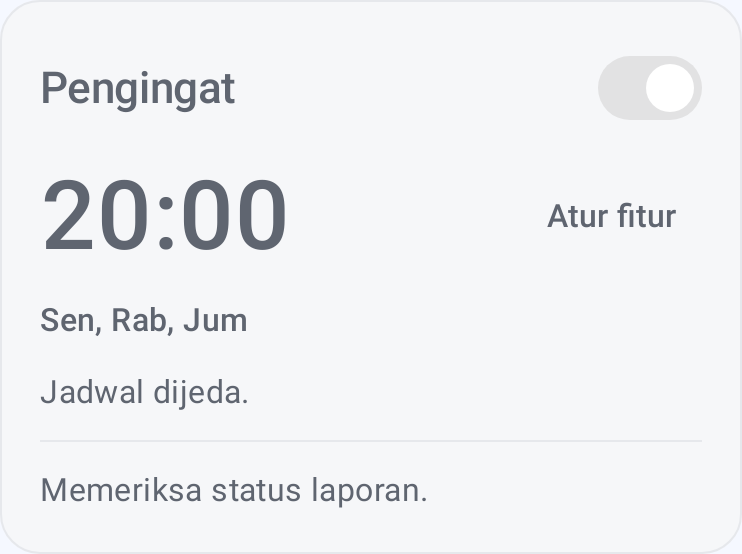 Pengingat
20:00
Atur fitur
Sen, Rab, Jum
Jadwal dijeda.
Memeriksa status laporan.